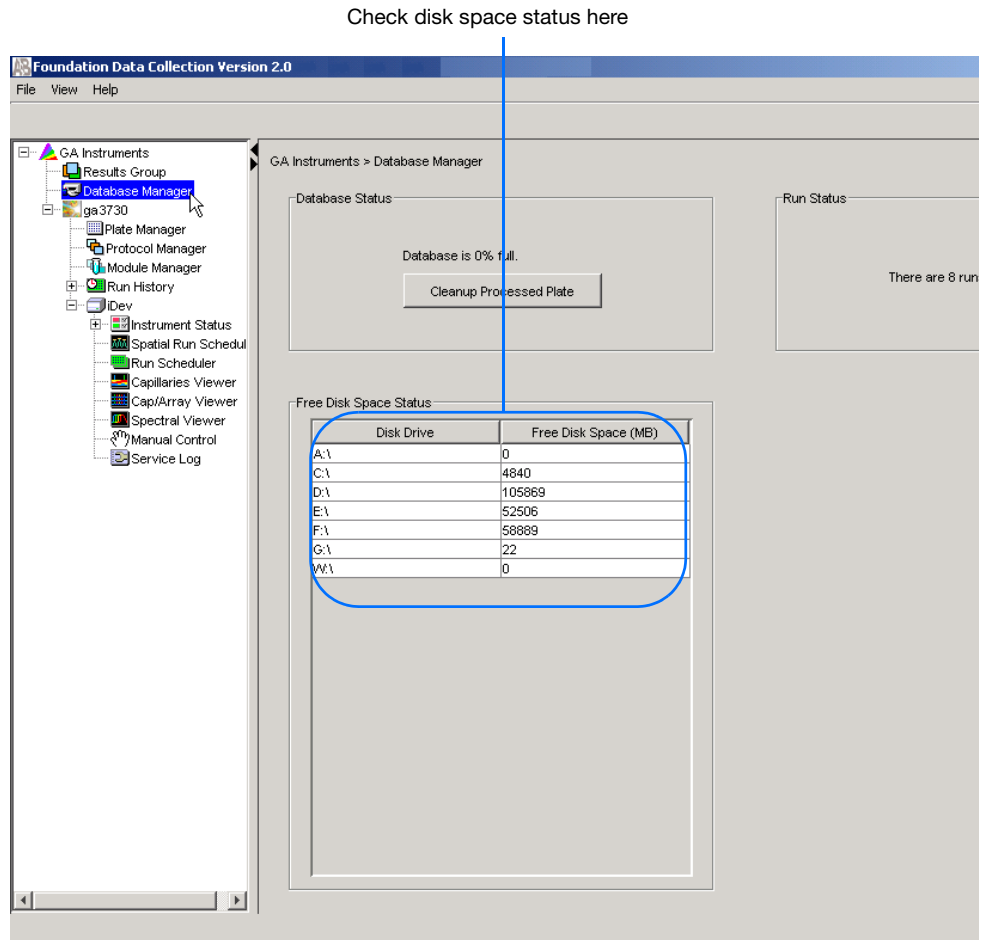 Check disk space status here
Foundation Data Collection Version 2.0
File View Help
GA Instruments
Results Group
Database Manager
ga3730
Plate Manager
Protocol Manager
Module Manager
Run History
iDev
Instrument Status
Spatial Run Schedul
Run Scheduler
Capillaries Viewer
Cap/Array Viewer
Spectral Viewer
Manual Control
Service Log
GA Instruments > Database Manager
Database Status
Database is 0% full.
Cleanup Processed Plate
Run Status
There are 8 run
Free Disk Space Status
Disk Drive Free Disk Space (MB)
A:\ 0
C:\ 4840
D:\ 105869
E:\ 52506
F:\ 58889
G:\ 22
W:\ 0